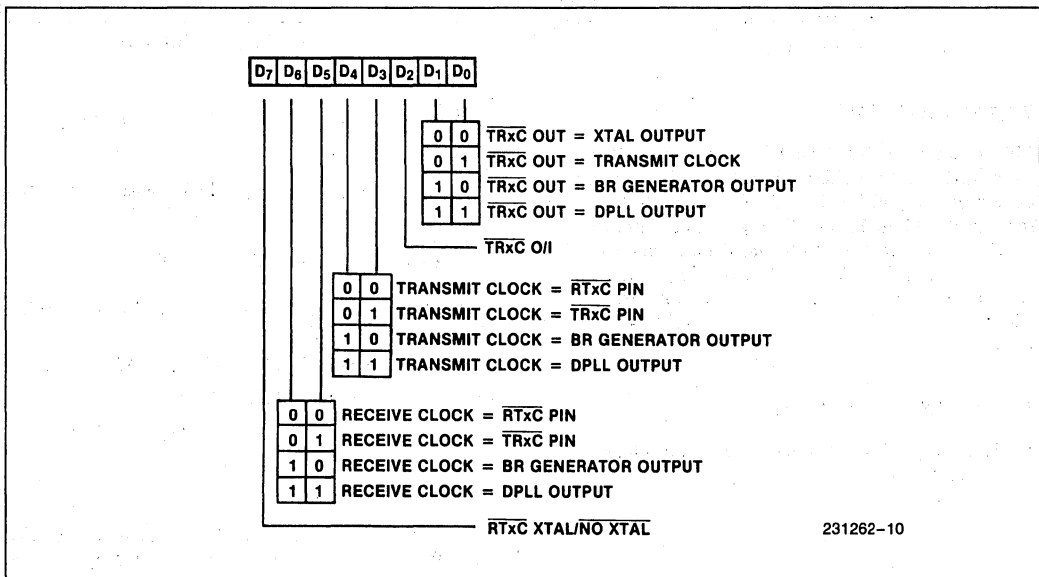 D7 D6 D5 D4 D3 D2 D1 D0
0 0 TRxC OUT = XTAL OUTPUT
0 1 TRxC OUT = TRANSMIT CLOCK
1 0 TRxC OUT = BR GENERATOR OUTPUT
1 1 TRxC OUT = DPLL OUTPUT
TRxC O/I
0 0 TRANSMIT CLOCK = RTxC PIN
0 1 TRANSMIT CLOCK = TRxC PIN
1 0 TRANSMIT CLOCK = BR GENERATOR OUTPUT
1 1 TRANSMIT CLOCK = DPLL OUTPUT
0 0 RECEIVE CLOCK = RTxC PIN
0 1 RECEIVE CLOCK = TRxC PIN
1 0 RECEIVE CLOCK = BR GENERATOR OUTPUT
1 1 RECEIVE CLOCK = DPLL OUTPUT
RTxC XTAL/NO XTAL
231262–10